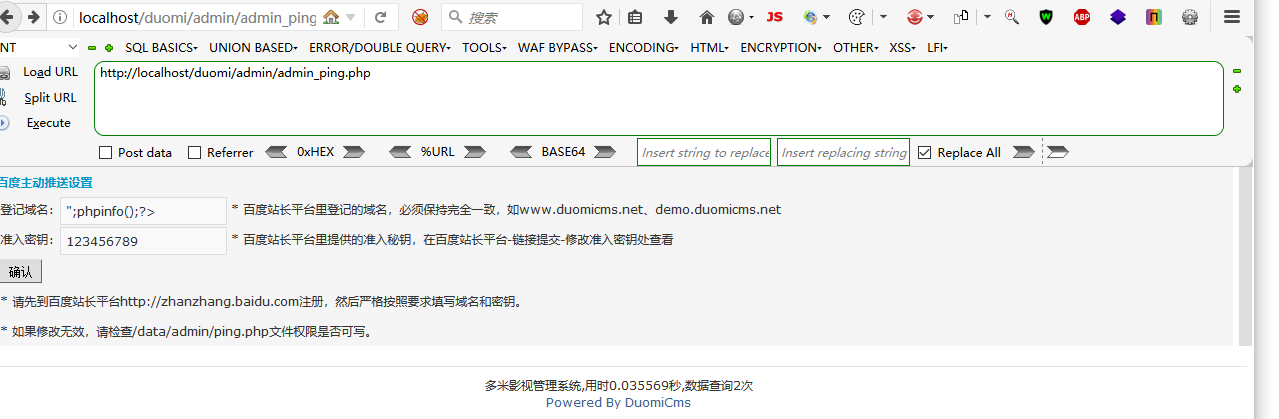 localhost/duomi/admin/admin_ping
搜索
JS
ABP
NT
SQL BASICS
UNION BASED
ERROR/DOUBLE QUERY
TOOLS
WAF BYPASS
ENCODING
HTML
ENCRYPTION
OTHER
XSS
LFI
Load URL
http://localhost/duomi/admin/admin_ping.php
Split URL
Execute
Post data
Referrer
0xHEX
%URL
BASE64
Insert string to replace
Insert replacing string
Replace All
百度主动推送设置
登记域名: ";phpinfo();?> * 百度站长平台里登记的域名，必须保持完全一致，如www.duomicms.net、demo.duomicms.net
准入密钥: 123456789 * 百度站长平台里提供的准入秘钥，在百度站长平台-链接提交-修改准入密钥处查看
确认
* 请先到百度站长平台http://zhanzhang.baidu.com注册，然后严格按照要求填写域名和密钥。
* 如果修改无效，请检查/data/admin/ping.php文件权限是否可写。
多米影视管理系统,用时0.035569秒,数据查询2次
Powered By DuomiCms